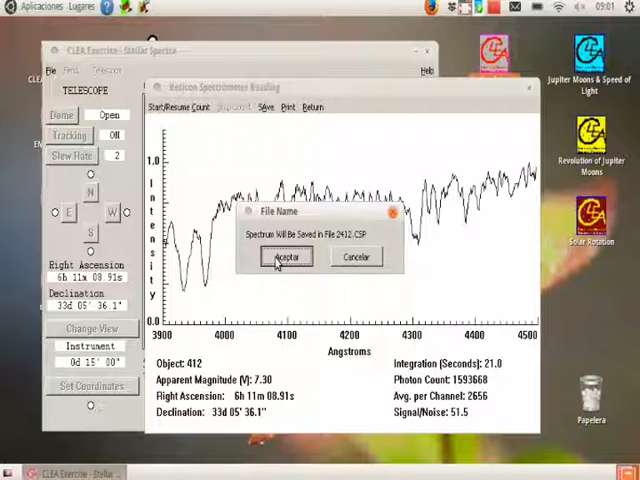 Aplicaciones Lugares
09:01
CLEA Exercise - Stellar Spectra
File
Help
TELESCOPE
Dome
Open
Tracking
ON
Slew Rate
2
N
E
W
S
Right Ascension
6h 11m 08.91s
Declination:
33d 05' 36.1"
Change View
Instrument
0d 15' 00"
Set Coordinates
Reticon Spectrometer Reading
Start/Resume Count
SAve
Print
Return
Intensity
1.0
0.0
3900
4000
4100
4200
4300
4400
4500
Angstroms
File Name
Spectrum Will Be Saved in File 2412.CSP
Aceptar
Cancelar
Object: 412
Apparent Magnitude (V): 7.30
Right Ascension: 6h 11m 08.91s
Declination: 33d 05' 36.1"
Integration (Seconds): 21.0
Photon Count: 1593668
Avg. per Channel: 2656
Signal/Noise: 51.5
Jupiter Moons & Speed of
Light
Revolution of Jupiter
Moons
Solar Rotation
Papelera
CLEA Exercise - Stellar ...